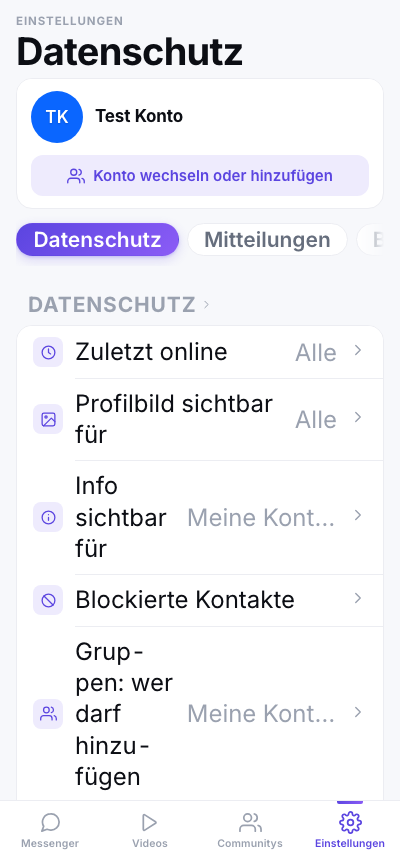 EINSTELLUNGEN
Datenschutz
TK
Test Konto
Konto wechseln oder hinzufügen
Datenschutz
Mitteilungen
DATENSCHUTZ
Zuletzt online
Alle
Profilbild sichtbar
für
Alle
Info
sichtbar
für
Meine Kont…
Blockierte Kontakte
Grup-
pen: wer
darf
hinzu-
fügen
Meine Kont…
Messenger
Videos
Communitys
Einstellungen